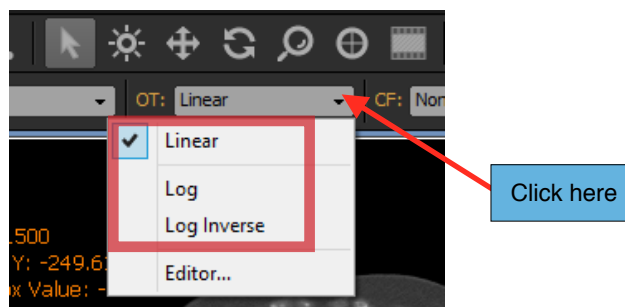 OT: Linear
CF: Nor
Linear
Log
Log Inverse
Editor...
Click here
.500
Y: -249.6
x Value: -